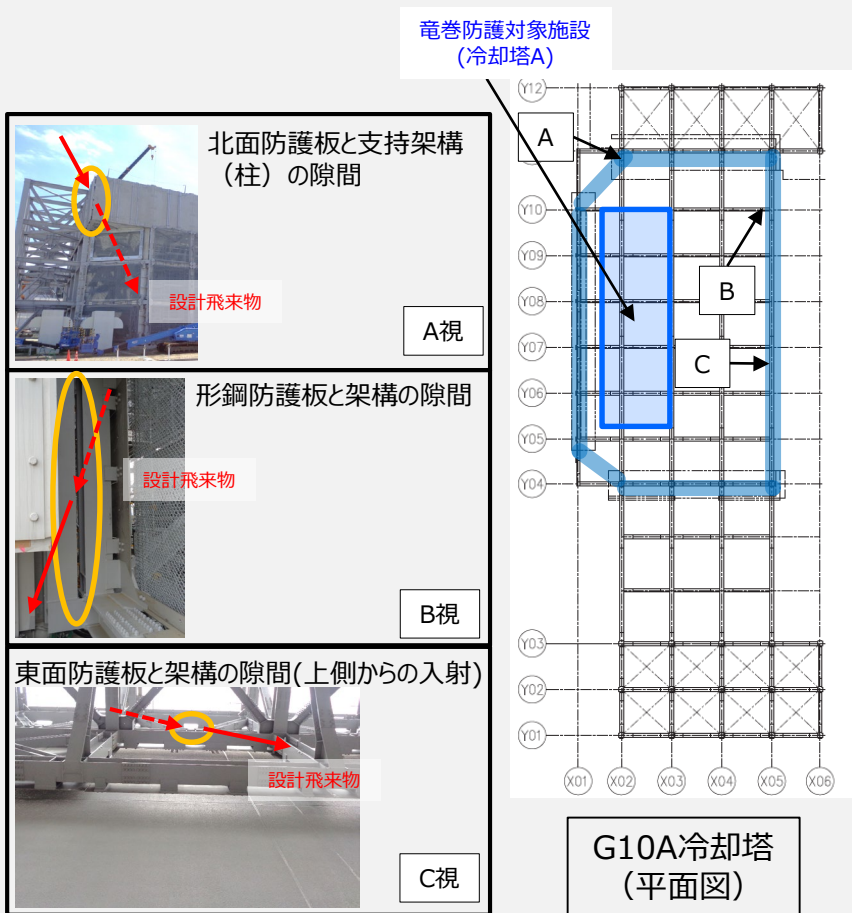 竜巻防護対象施設
(冷却塔A)
北面防護板と支持架構
（柱）の隙間
設計飛来物
A視
形鋼防護板と架構の隙間
設計飛来物
B視
東面防護板と架構の隙間(上側からの入射)
設計飛来物
C視
Y12
A
Y10
Y09
B
Y08
Y07
C
Y06
Y05
Y04
Y03
Y02
Y01
X01 X02 X03 X04 X05 X06
G10A冷却塔
（平面図）